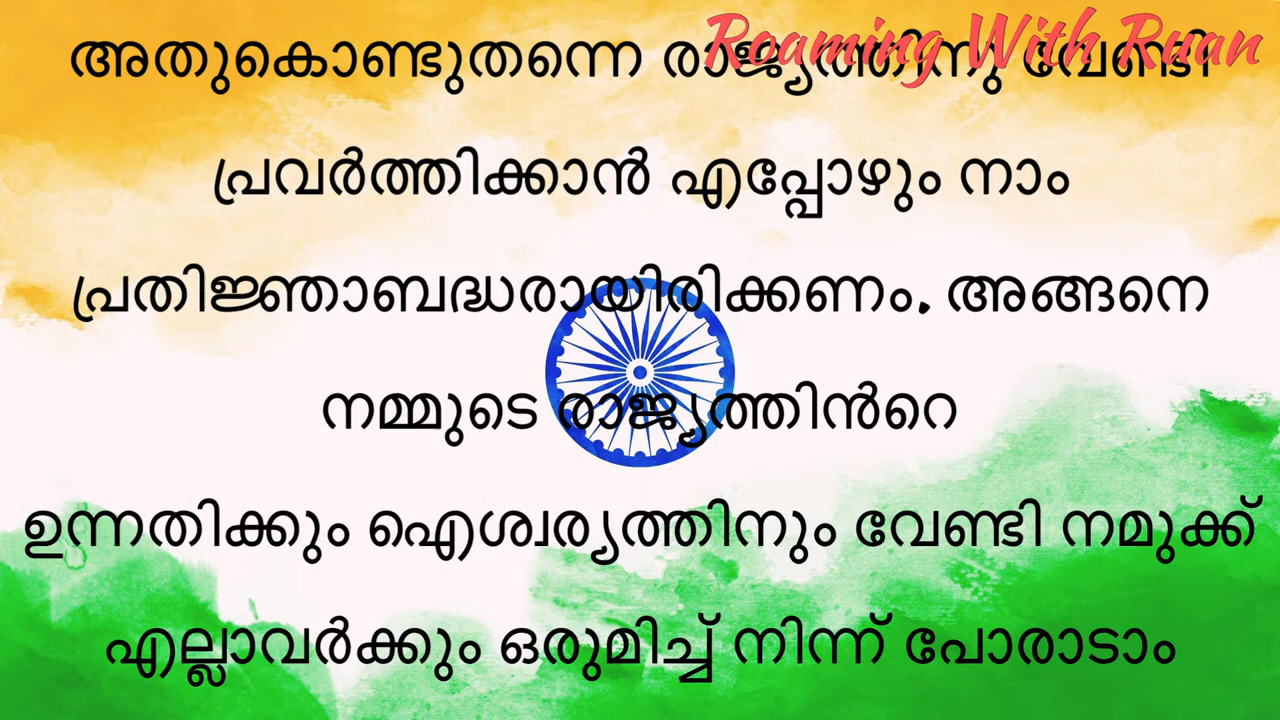 Roaming With Ruan
അതുകൊണ്ടുതന്നെ രാജ്യത്തിനു വേണ്ടി
പ്രവർത്തിക്കാൻ എപ്പോഴും നാം
പ്രതിജ്ഞാബദ്ധരായിരിക്കണം. അങ്ങനെ
നമ്മുടെ രാജ്യത്തിൻറെ
ഉന്നതിക്കും ഐശ്വര്യത്തിനും വേണ്ടി നമുക്ക്
എല്ലാവർക്കും ഒരുമിച്ച് നിന്ന് പോരാടാം